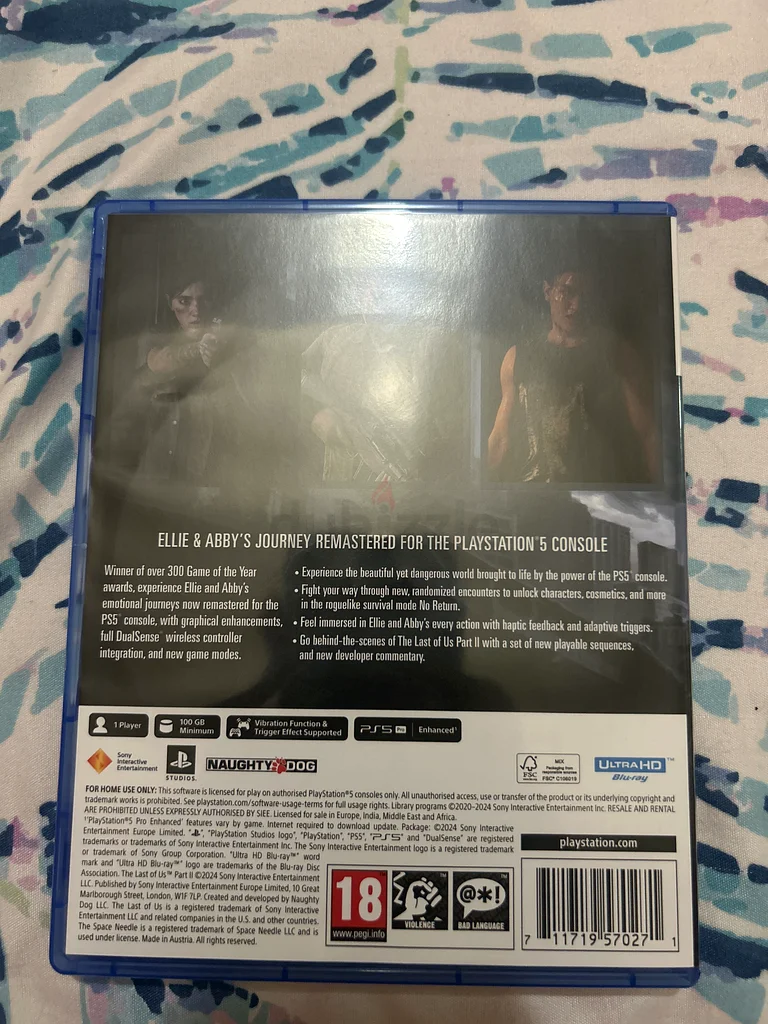 ELLIE & ABBY'S JOURNEY REMASTERED FOR THE PLAYSTATION®5 CONSOLE
Winner of over 300 Game of the Year
awards, experience Ellie and Abby's
emotional journeys now remastered for the
PS5® console, with graphical enhancements,
full DualSense® wireless controller
integration, and new game modes.
• Experience the beautiful yet dangerous world brought to life by the power of the PS5® console.
• Fight your way through new, randomized encounters to unlock characters, cosmetics, and more
in the roguelike survival mode No Return.
• Feel immersed in Ellie and Abby's every action with haptic feedback and adaptive triggers.
• Go behind-the-scenes of The Last of Us Part II with a set of new playable sequences,
and new developer commentary.
1 Player
100 GB
Minimum
Vibration Function &
Trigger Effect Supported
PS5 Pro Enhanced¹
Sony
Interactive
Entertainment
PlayStation
STUDIOS
NAUGHTY DOG
FSC
MIX
Packaging from
responsible sources
FSC® C106019
ULTRA HD™
Blu-ray
FOR HOME USE ONLY: This software is licensed for play on authorised PlayStation®5 consoles only. All unauthorised access, use or transfer of the product or its underlying copyright and
trademark works is prohibited. See playstation.com/software-usage-terms for full usage rights. Library programs ©2020-2024 Sony Interactive Entertainment Inc. RESALE AND RENTAL
ARE PROHIBITED UNLESS EXPRESSLY AUTHORISED BY SIEE. Licensed for sale in Europe, India, Middle East and Africa.
¹'PlayStation®5 Pro Enhanced' features vary by game. Internet required to download update. Package: ©2024 Sony Interactive
Entertainment Europe Limited. "PS", "PlayStation Studios logo", "PlayStation", "PS5", "PS5" and "DualSense" are registered
trademarks or trademarks of Sony Interactive Entertainment Inc. The Sony Interactive Entertainment logo is a registered trademark
or trademark of Sony Group Corporation. "Ultra HD Blu-ray™" word
mark and "Ultra HD Blu-ray™" logo are trademarks of the Blu-ray Disc
Association. The Last of Us™ Part II ©2024 Sony Interactive Entertainment
LLC. Published by Sony Interactive Entertainment Europe Limited, 10 Great
Marlborough Street, London, W1F 7LP. Created and developed by Naughty
Dog LLC. The Last of Us is a registered trademark of Sony Interactive
Entertainment LLC and related companies in the U.S. and other countries.
The Space Needle is a registered trademark of Space Needle LLC and is
used under license. Made in Austria. All rights reserved.
playstation.com
18
www.pegi.info
VIOLENCE
@*!
BAD LANGUAGE
7 11719 57027 1